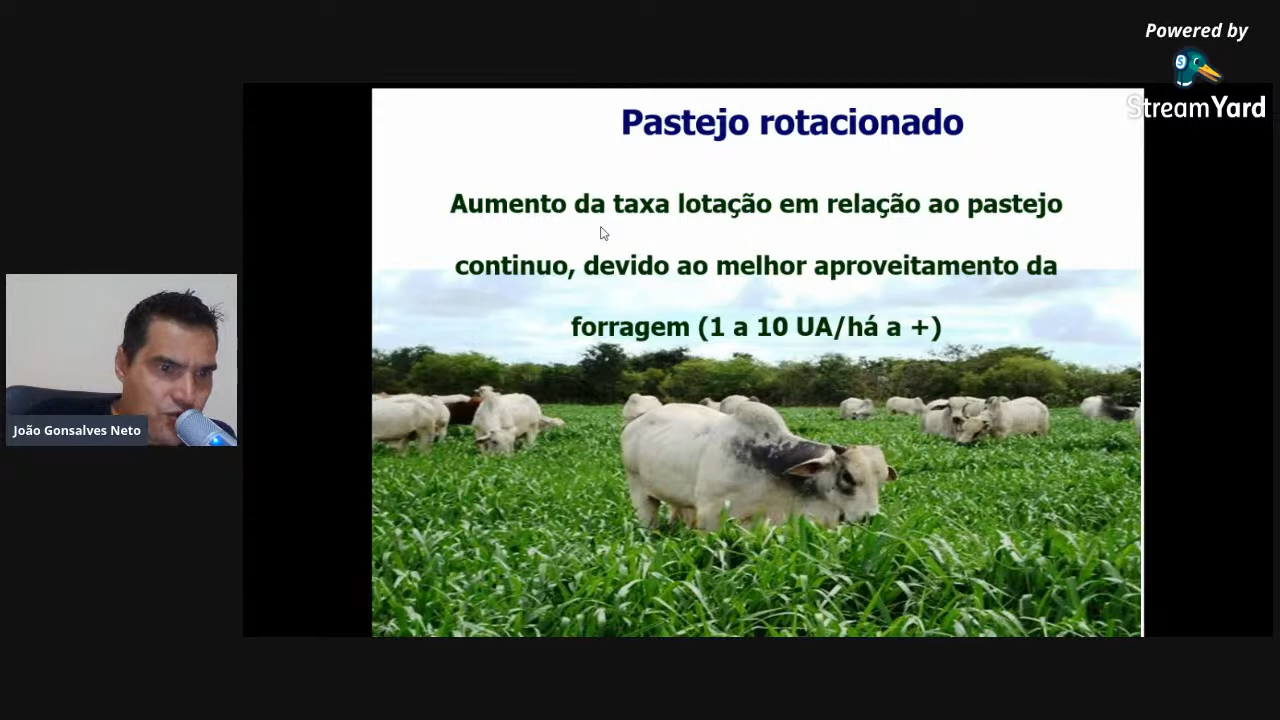 Powered by
StreamYard
Pastejo rotacionado
Aumento da taxa lotação em relação ao pastejo
continuo, devido ao melhor aproveitamento da
forragem (1 a 10 UA/há a +)
João Gonsalves Neto